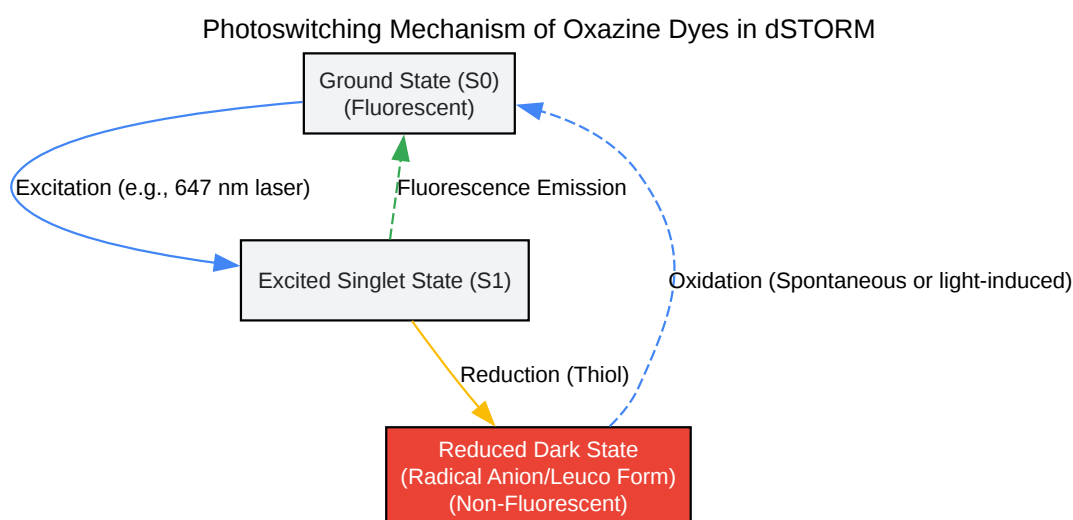 Photoswitching Mechanism of Oxazine Dyes in dSTORM
Ground State (S0)
(Fluorescent)
Excitation (e.g., 647 nm laser)
Fluorescence Emission
Excited Singlet State (S1)
Oxidation (Spontaneous or light-induced)
Reduction (Thiol)
Reduced Dark State
(Radical Anion/Leuco Form)
(Non-Fluorescent)